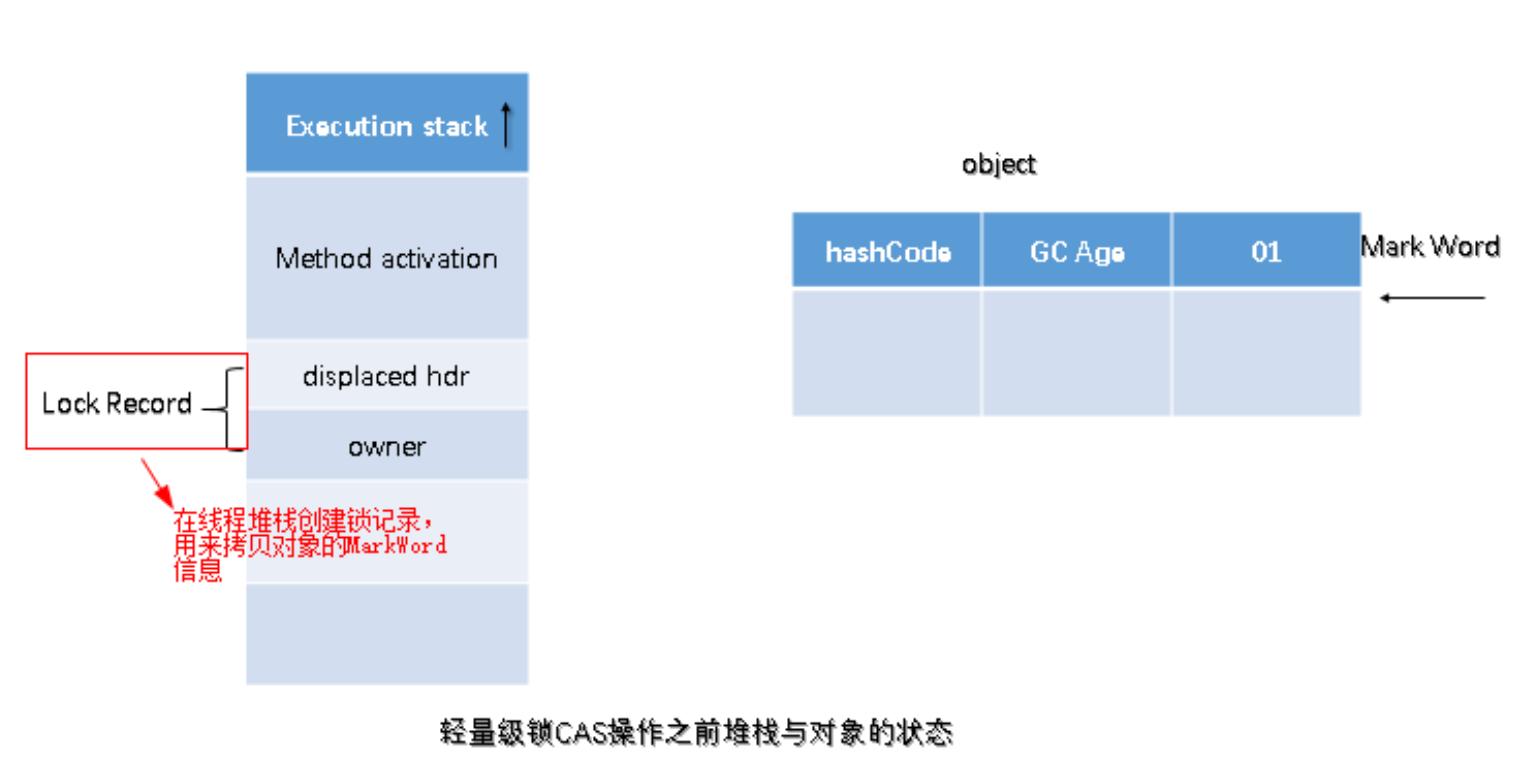 Execution stack
Method activation
displaced hdr
Lock Record
owner
在线程堆栈创建锁记录，
用来拷贝对象的MarkWord
信息
object
hashCode GC Age 01 Mark Word
轻量级锁CAS操作之前堆栈与对象的状态